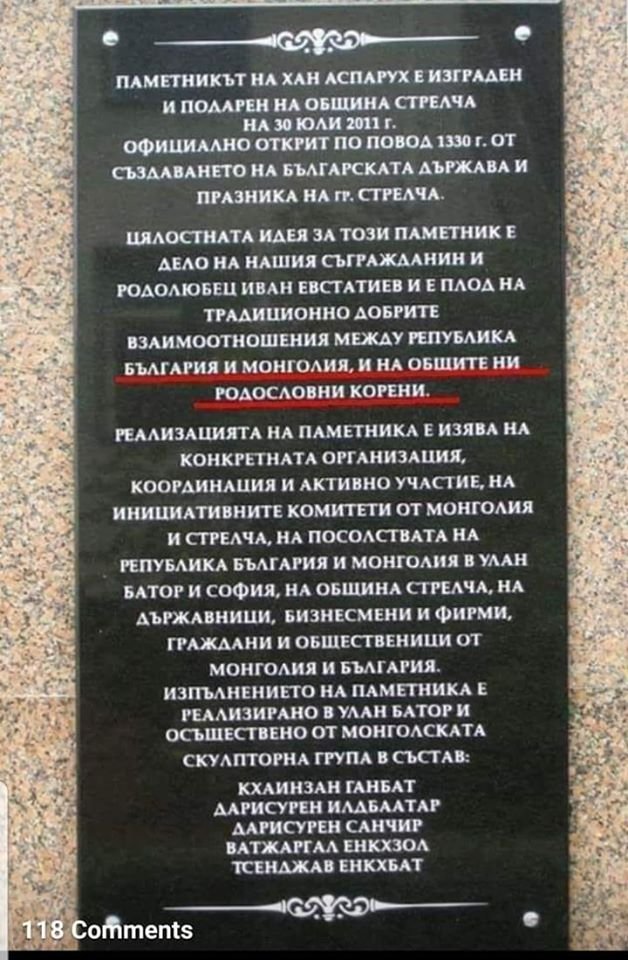 ПАМЕТНИКЪТ НА ХАН АСПАРУХ Е ИЗГРАДЕН
И ПОДАРЕН НА ОБЩИНА СТРЕЛЧА
НА 30 ЮЛИ 2011 г.
ОФИЦИАЛНО ОТКРИТ ПО ПОВОД 1330 г. ОТ
СЪЗДАВАНЕТО НА БЪЛГАРСКАТА ДЪРЖАВА И
ПРАЗНИКА НА гр. СТРЕЛЧА.
ЦЯЛОСТНАТА ИДЕЯ ЗА ТОЗИ ПАМЕТНИК Е
ДЕЛО НА НАШИЯ СЪГРАЖДАНИН И
РОДОЛЮБЕЦ ИВАН ЕВСТАТИЕВ И Е ПЛОД НА
ТРАДИЦИОННО ДОБРИТЕ
ВЗАИМООТНОШЕНИЯ МЕЖДУ РЕПУБЛИКА
БЪЛГАРИЯ И МОНГОЛИЯ, И НА ОБЩИТЕ НИ
РОДОСЛОВНИ КОРЕНИ.
РЕАЛИЗАЦИЯТА НА ПАМЕТНИКА Е ИЗЯВА НА
КОНКРЕТНАТА ОРГАНИЗАЦИЯ,
КООРДИНАЦИЯ И АКТИВНО УЧАСТИЕ, НА
ИНИЦИАТИВНИТЕ КОМИТЕТИ ОТ МОНГОЛИЯ
И СТРЕЛЧА, НА ПОСОЛСТВАТА НА
РЕПУБЛИКА БЪЛГАРИЯ И МОНГОЛИЯ В УЛАН
БАТОР И СОФИЯ, НА ОБЩИНА СТРЕЛЧА, НА
ДЪРЖАВНИЦИ, БИЗНЕСМЕНИ И ФИРМИ,
ГРАЖДАНИ И ОБЩЕСТВЕНИЦИ ОТ
МОНГОЛИЯ И БЪЛГАРИЯ.
ИЗПЪЛНЕНИЕТО НА ПАМЕТНИКА Е
РЕАЛИЗИРАНО В УЛАН БАТОР И
ОСЪЩЕСТВЕНО ОТ МОНГОЛСКАТА
СКУЛПТОРНА ГРУПА В СЪСТАВ:
КХАИНЗАН ГАНБАТ
ДАРИСУРЕН ИЛДБААТАР
ДАРИСУРЕН САНЧИР
ВАТЖАРГАЛ ЕНКХЗОЛ
ТСЕНДЖАВ ЕНКХБАТ
118 Comments